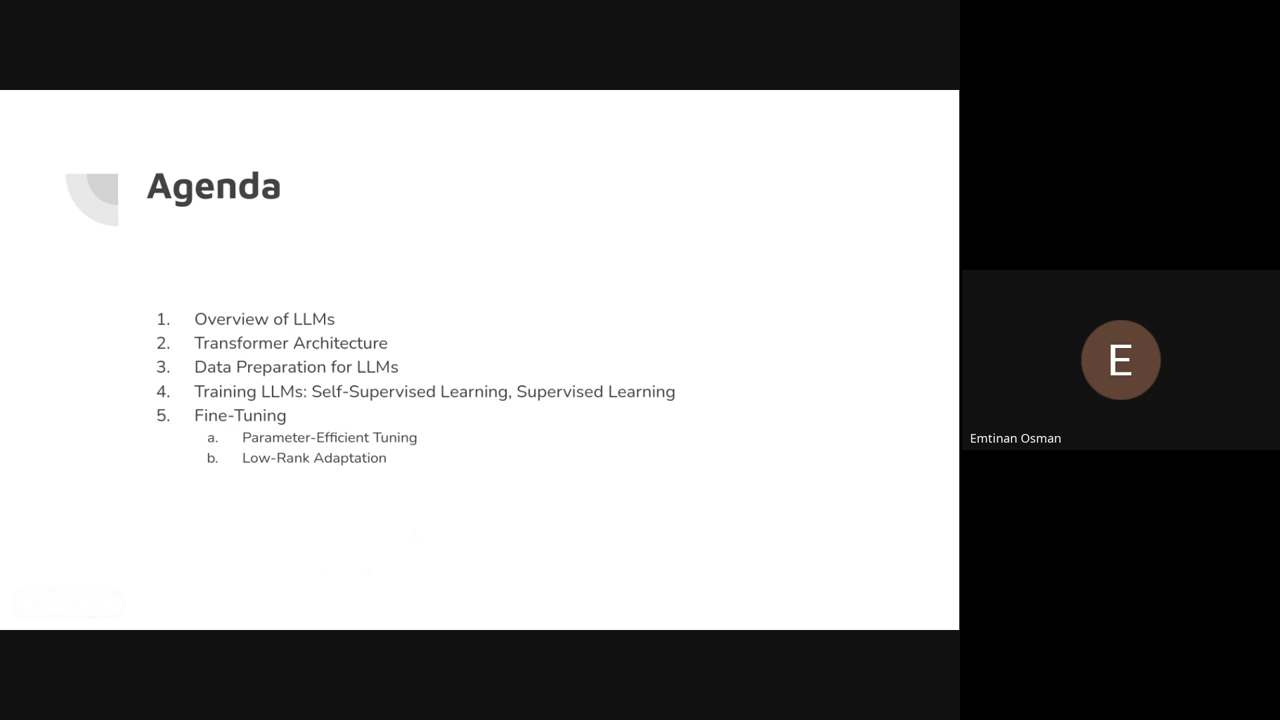 Agenda
1. Overview of LLMs
2. Transformer Architecture
3. Data Preparation for LLMs
4. Training LLMs: Self-Supervised Learning, Supervised Learning
5. Fine-Tuning
a. Parameter-Efficient Tuning
b. Low-Rank Adaptation
E
Emtinan Osman